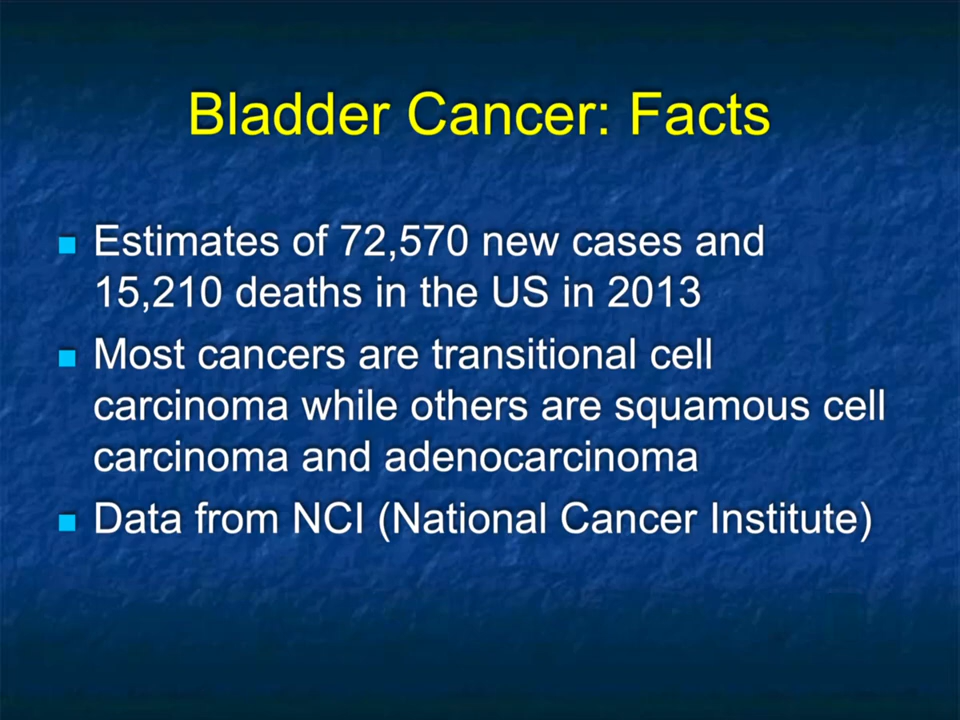 Bladder Cancer: Facts
Estimates of 72,570 new cases and
15,210 deaths in the US in 2013
Most cancers are transitional cell
carcinoma while others are squamous cell
carcinoma and adenocarcinoma
Data from NCI (National Cancer Institute)